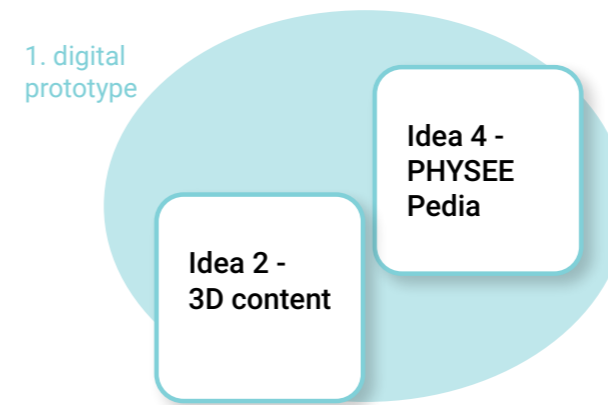 1. digital
prototype
Idea 4 -
PHYSEE
Pedia
Idea 2 -
3D content